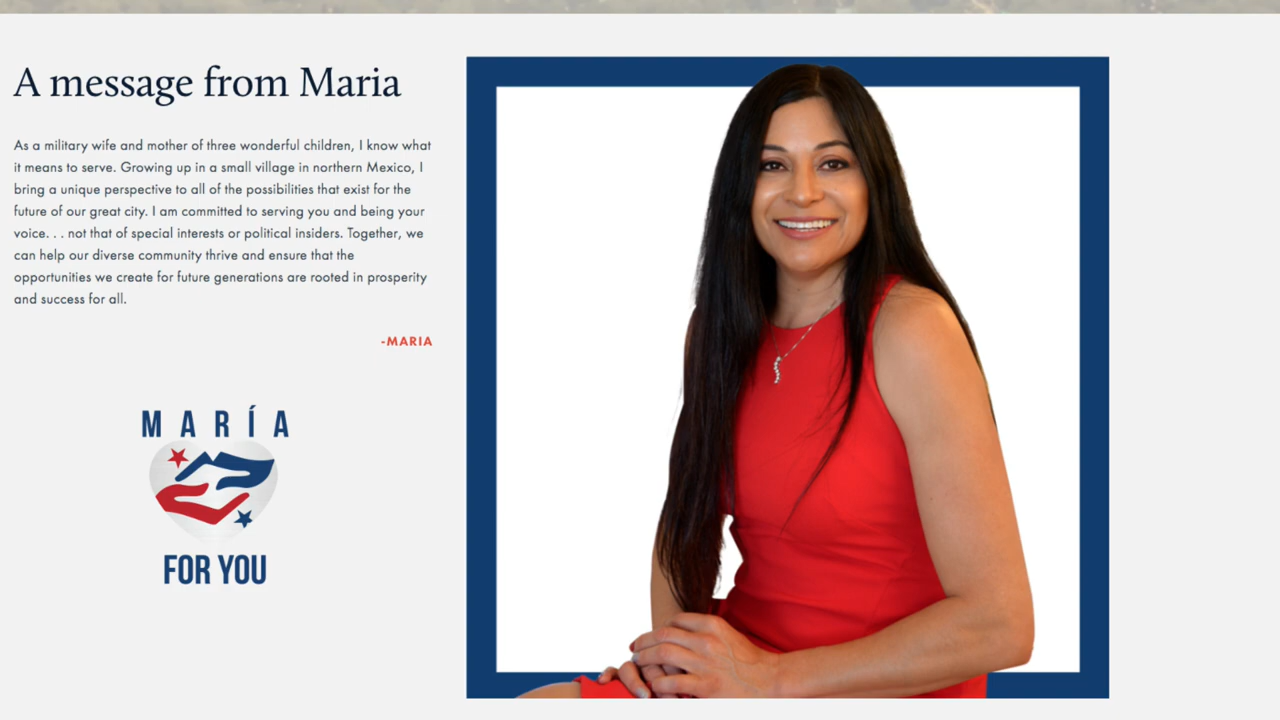 A message from Maria
As a military wife and mother of three wonderful children, I know what
it means to serve. Growing up in a small village in northern Mexico, I
bring a unique perspective to all of the possibilities that exist for the
future of our great city. I am committed to serving you and being your
voice. . . not that of special interests or political insiders. Together, we
can help our diverse community thrive and ensure that the
opportunities we create for future generations are rooted in prosperity
and success for all.
-MARIA
MARÍA
FOR YOU